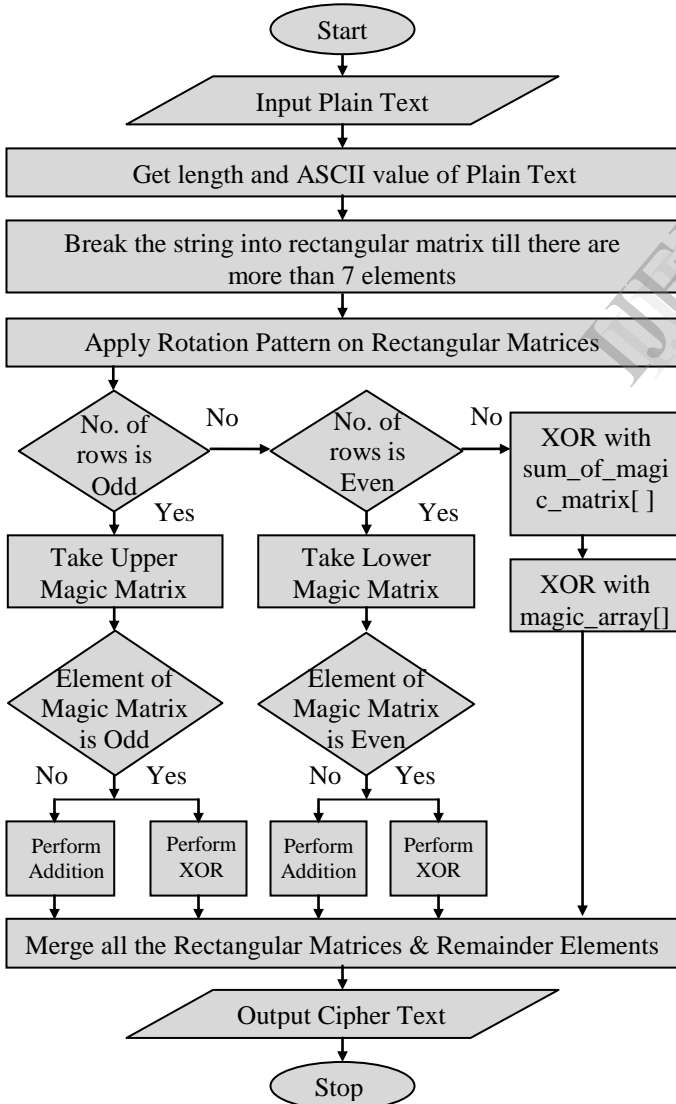 Start
Input Plain Text
Get length and ASCII value of Plain Text
Break the string into rectangular matrix till there are
more than 7 elements
Apply Rotation Pattern on Rectangular Matrices
No. of
rows is
Odd
No
Yes
No. of
rows is
Even
No
Yes
XOR with
sum_of_magi
c_matrix[ ]
Take Upper
Magic Matrix
Take Lower
Magic Matrix
XOR with
magic_array[]
Element of
Magic Matrix
is Odd
Element of
Magic Matrix
is Even
No
Yes
No
Yes
Perform
Addition
Perform
XOR
Perform
Addition
Perform
XOR
Merge all the Rectangular Matrices & Remainder Elements
Output Cipher Text
Stop